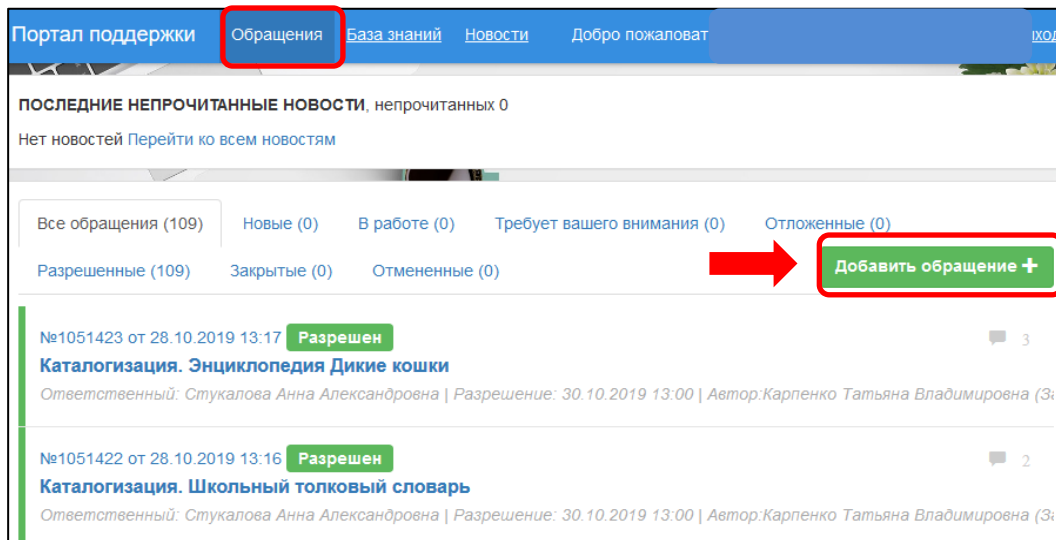 Портал поддержки Обращения База знаний Новости Добро пожаловат
ПОСЛЕДНИЕ НЕПРОЧИТАННЫЕ НОВОСТИ, непрочитанных 0
Нет новостей Перейти ко всем новостям
Все обращения (109) Новые (0) В работе (0) Требует вашего внимания (0) Отложенные (0)
Разрешенные (109) Закрытые (0) Отмененные (0) Добавить обращение +
№1051423 от 28.10.2019 13:17 Разрешен 3
Каталогизация. Энциклопедия Дикие кошки
Ответственный: Стукалова Анна Александровна | Разрешение: 30.10.2019 13:00 | Автор:Карпенко Татьяна Владимировна
№1051422 от 28.10.2019 13:16 Разрешен 2
Каталогизация. Школьный толковый словарь
Ответственный: Стукалова Анна Александровна | Разрешение: 30.10.2019 13:00 | Автор:Карпенко Татьяна Владимировна